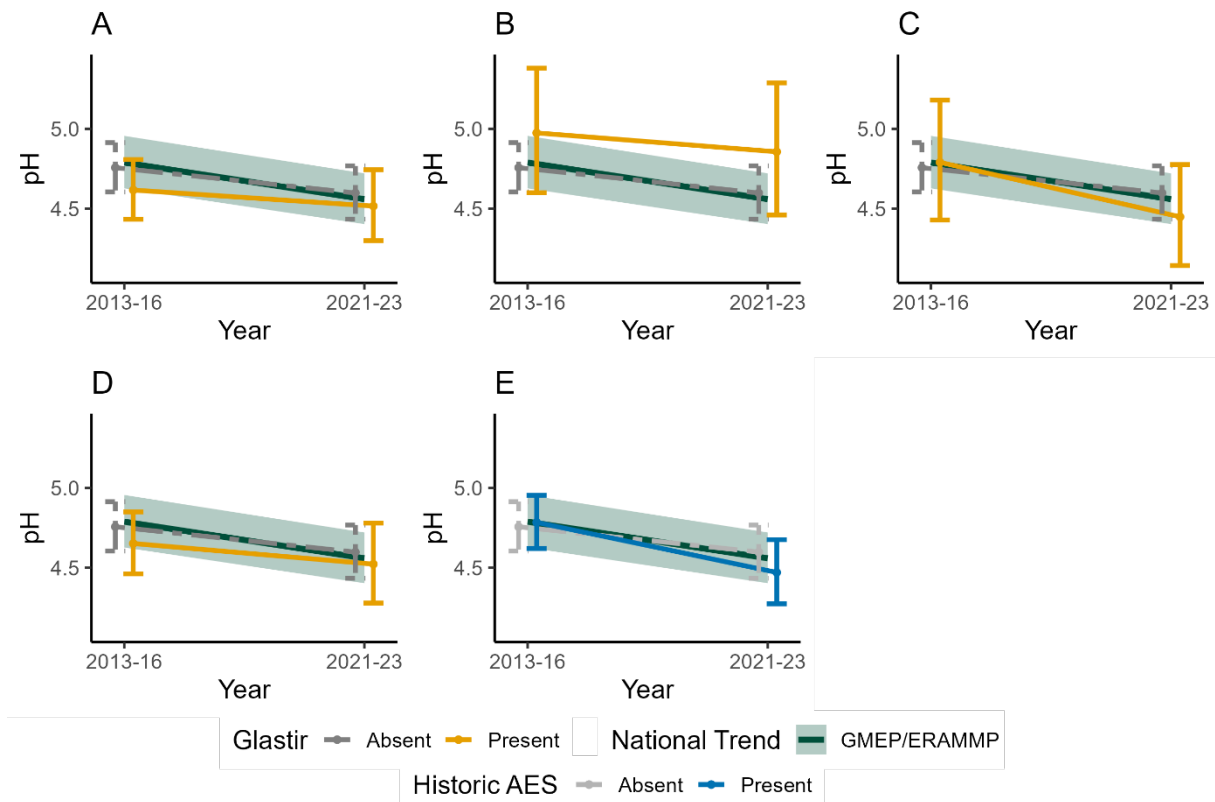 A B C
pH 5.0 4.5 pH 5.0 4.5 pH 5.0 4.5
2013-16 2021-23 2013-16 2021-23 2013-16 2021-23
Year Year Year
D E
pH 5.0 4.5 pH 5.0 4.5
2013-16 2021-23 2013-16 2021-23
Year Year
Glastir Absent Present National Trend GMEP/ERAMMP
Historic AES Absent Present